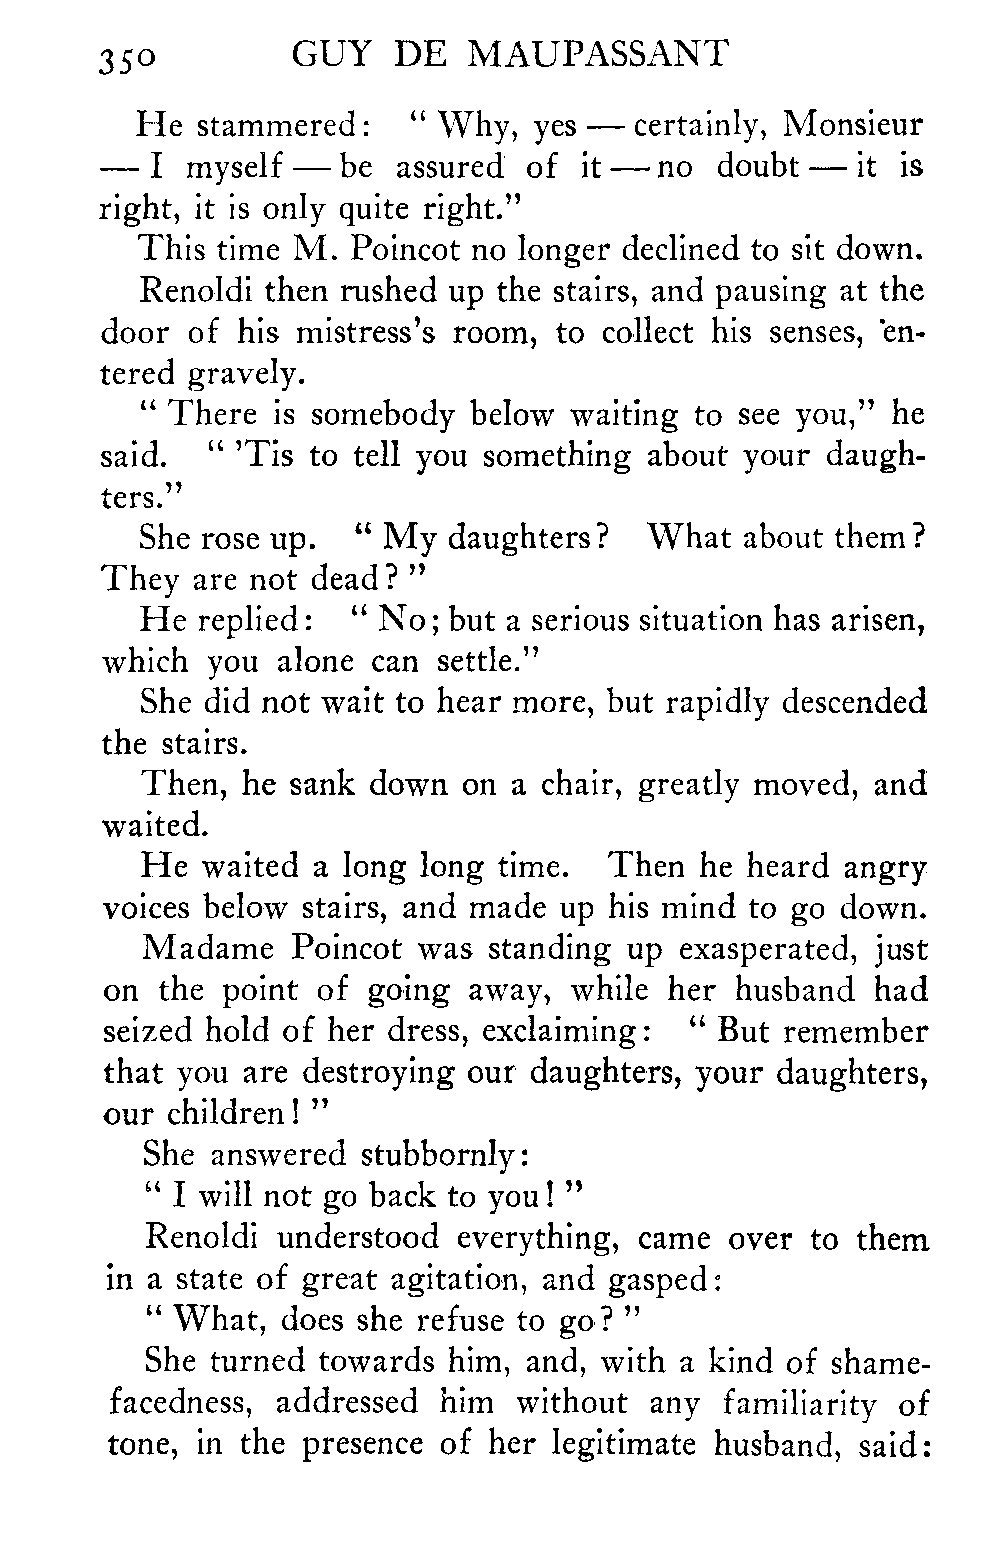 350 GUY DE MAUPASSANT
He stammered: " Why, yes — certainly, Monsieur
— I myself — be assured of it — no doubt — it is
right, it is only quite right."
This time M. Poincot no longer declined to sit down.
Renoldi then rushed up the stairs, and pausing at the
door of his mistress's room, to collect his senses, en-
tered gravely.
" There is somebody below waiting to see you," he
said. " 'Tis to tell you something about your daugh-
ters."
She rose up. " My daughters? What about them?
They are not dead? "
He replied: " No; but a serious situation has arisen,
which you alone can settle."
She did not wait to hear more, but rapidly descended
the stairs.
Then, he sank down on a chair, greatly moved, and
waited.
He waited a long long time. Then he heard angry
voices below stairs, and made up his mind to go down.
Madame Poincot was standing up exasperated, just
on the point of going away, while her husband had
seized hold of her dress, exclaiming: " But remember
that you are destroying our daughters, your daughters,
our children! "
She answered stubbornly:
" I will not go back to you! "
Renoldi understood everything, came over to them
in a state of great agitation, and gasped:
" What, does she refuse to go? "
She turned towards him, and, with a kind of shame-
facedness, addressed him without any familiarity of
tone, in the presence of her legitimate husband, said: